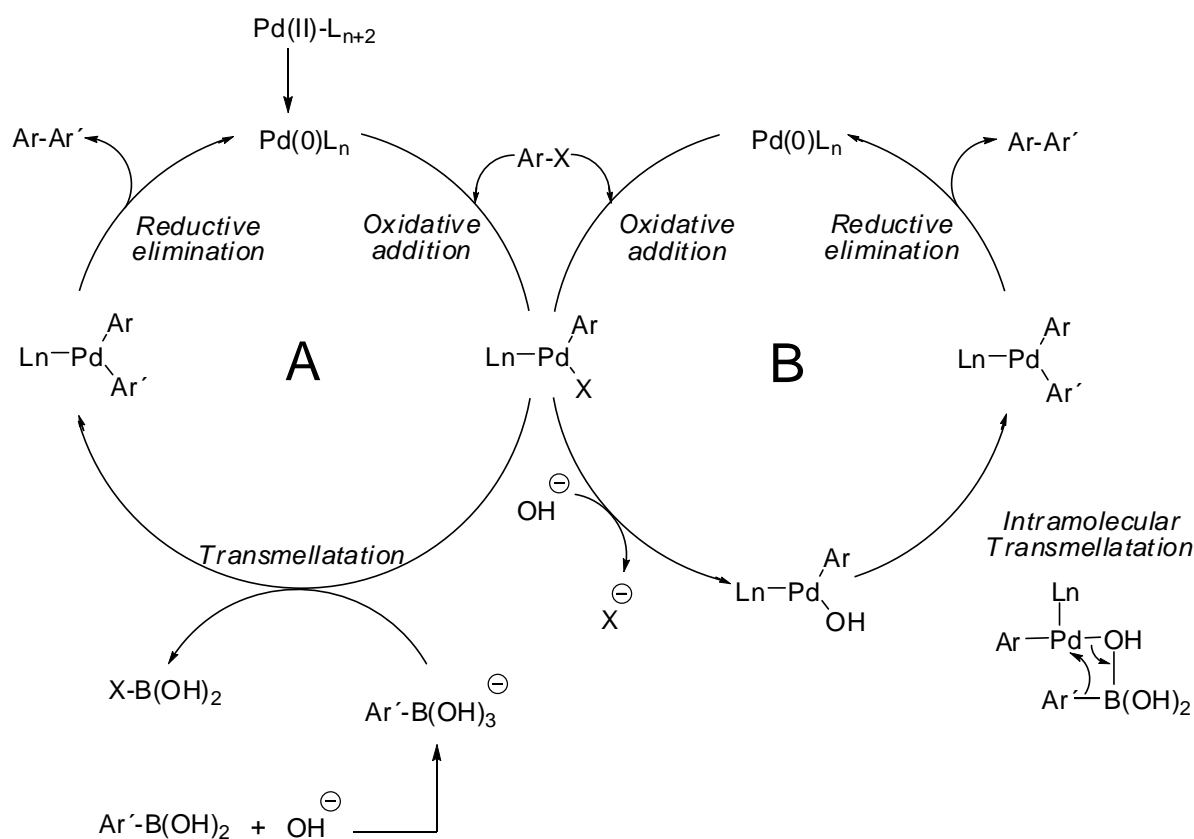 Pd(II)-Lₙ₊₂
Ar-Ar´
Pd(0)Lₙ
Ar-X
Pd(0)Lₙ
Ar-Ar´
Reductive
elimination
Oxidative
addition
Oxidative
addition
Reductive
elimination
Ln
Pd
Ar
Ar´
A
Ln
Pd
Ar
X
B
Ln
Pd
Ar
Ar´
OH⊖
X⊖
Transmellatation
Ln
Pd
Ar
OH
Intramolecular
Transmellatation
Ln
Ar
Pd
OH
Ar´
B(OH)₂
X-B(OH)₂
Ar´-B(OH)₃⊖
Ar´-B(OH)₂ + OH⊖